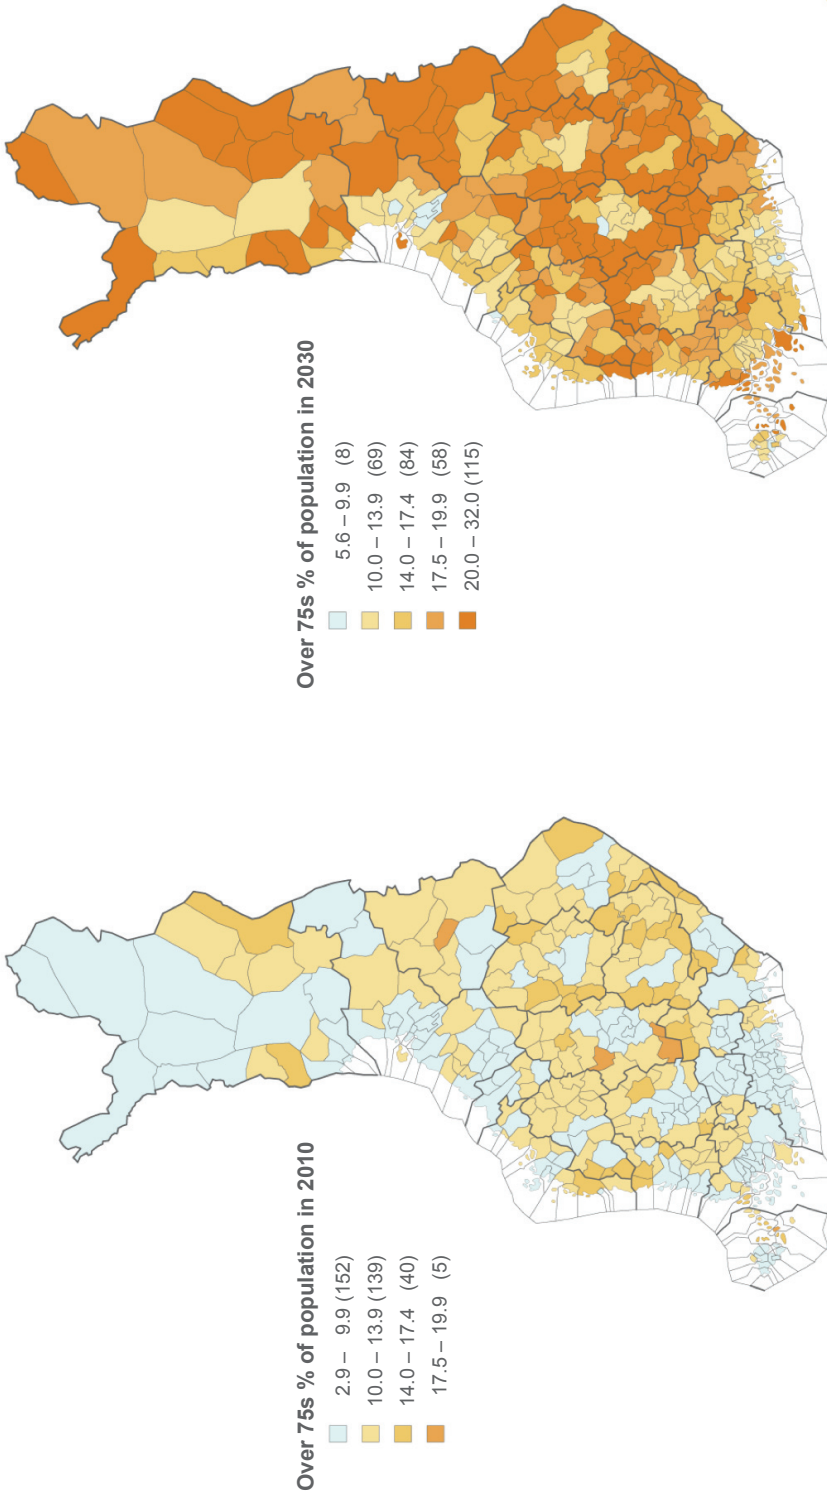 Over 75s % of population in 2010
2.9 – 9.9 (152)
10.0 – 13.9 (139)
14.0 – 17.4 (40)
17.5 – 19.9 (5)
Over 75s % of population in 2030
5.6 – 9.9 (8)
10.0 – 13.9 (69)
14.0 – 17.4 (84)
17.5 – 19.9 (58)
20.0 – 32.0 (115)